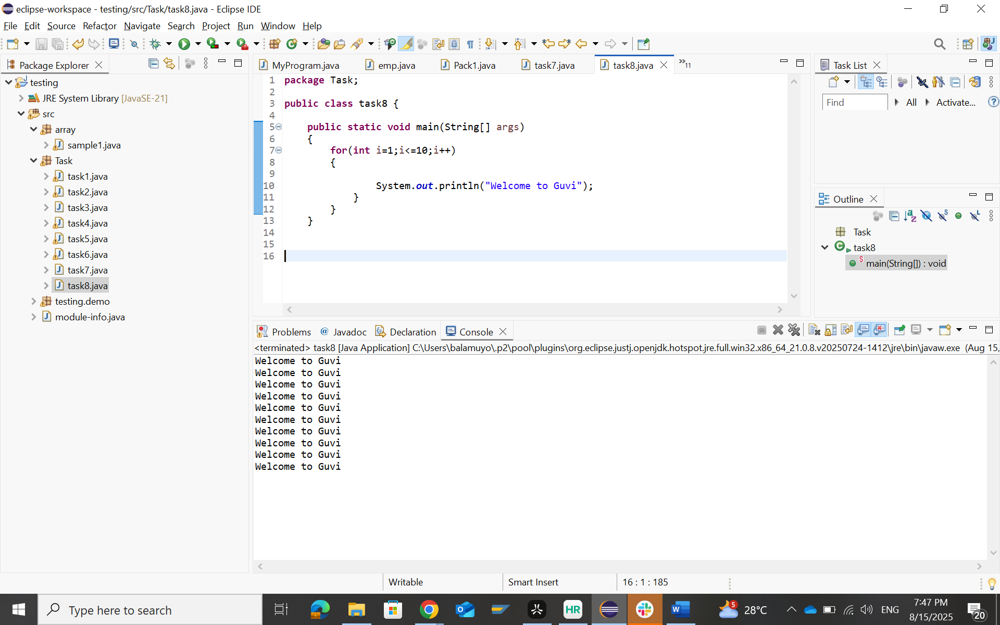 eclipse-workspace - testing/src/Task/task8.java - Eclipse IDE
File Edit Source Refactor Navigate Search Project Run Window Help
Package Explorer
testing
JRE System Library [JavaSE-21]
src
array
sample1.java
Task
task1.java
task2.java
task3.java
task4.java
task5.java
task6.java
task7.java
task8.java
testing.demo
module-info.java
MyProgram.java emp.java Pack1.java task7.java task8.java »11
1 package Task;
2
3 public class task8 {
4
5 public static void main(String[] args)
6 {
7 for(int i=1;i<=10;i++)
8 {
9
10 System.out.println("Welcome to Guvi");
11 }
12 }
13 }
14
15
16
Task List
Find All Activate...
Outline
Task
task8
main(String[]) : void
Problems @ Javadoc Declaration Console
<terminated> task8 [Java Application] C:\Users\balamuyo\.p2\pool\plugins\org.eclipse.justj.openjdk.hotspot.jre.full.win32.x86_64_21.0.8.v20250724-1412\jre\bin\javaw.exe (Aug 15,
Welcome to Guvi
Welcome to Guvi
Welcome to Guvi
Welcome to Guvi
Welcome to Guvi
Welcome to Guvi
Welcome to Guvi
Welcome to Guvi
Welcome to Guvi
Welcome to Guvi
Writable Smart Insert 16 : 1 : 185
Type here to search
HR
5
28°C
ENG
7:47 PM
8/15/2025
20